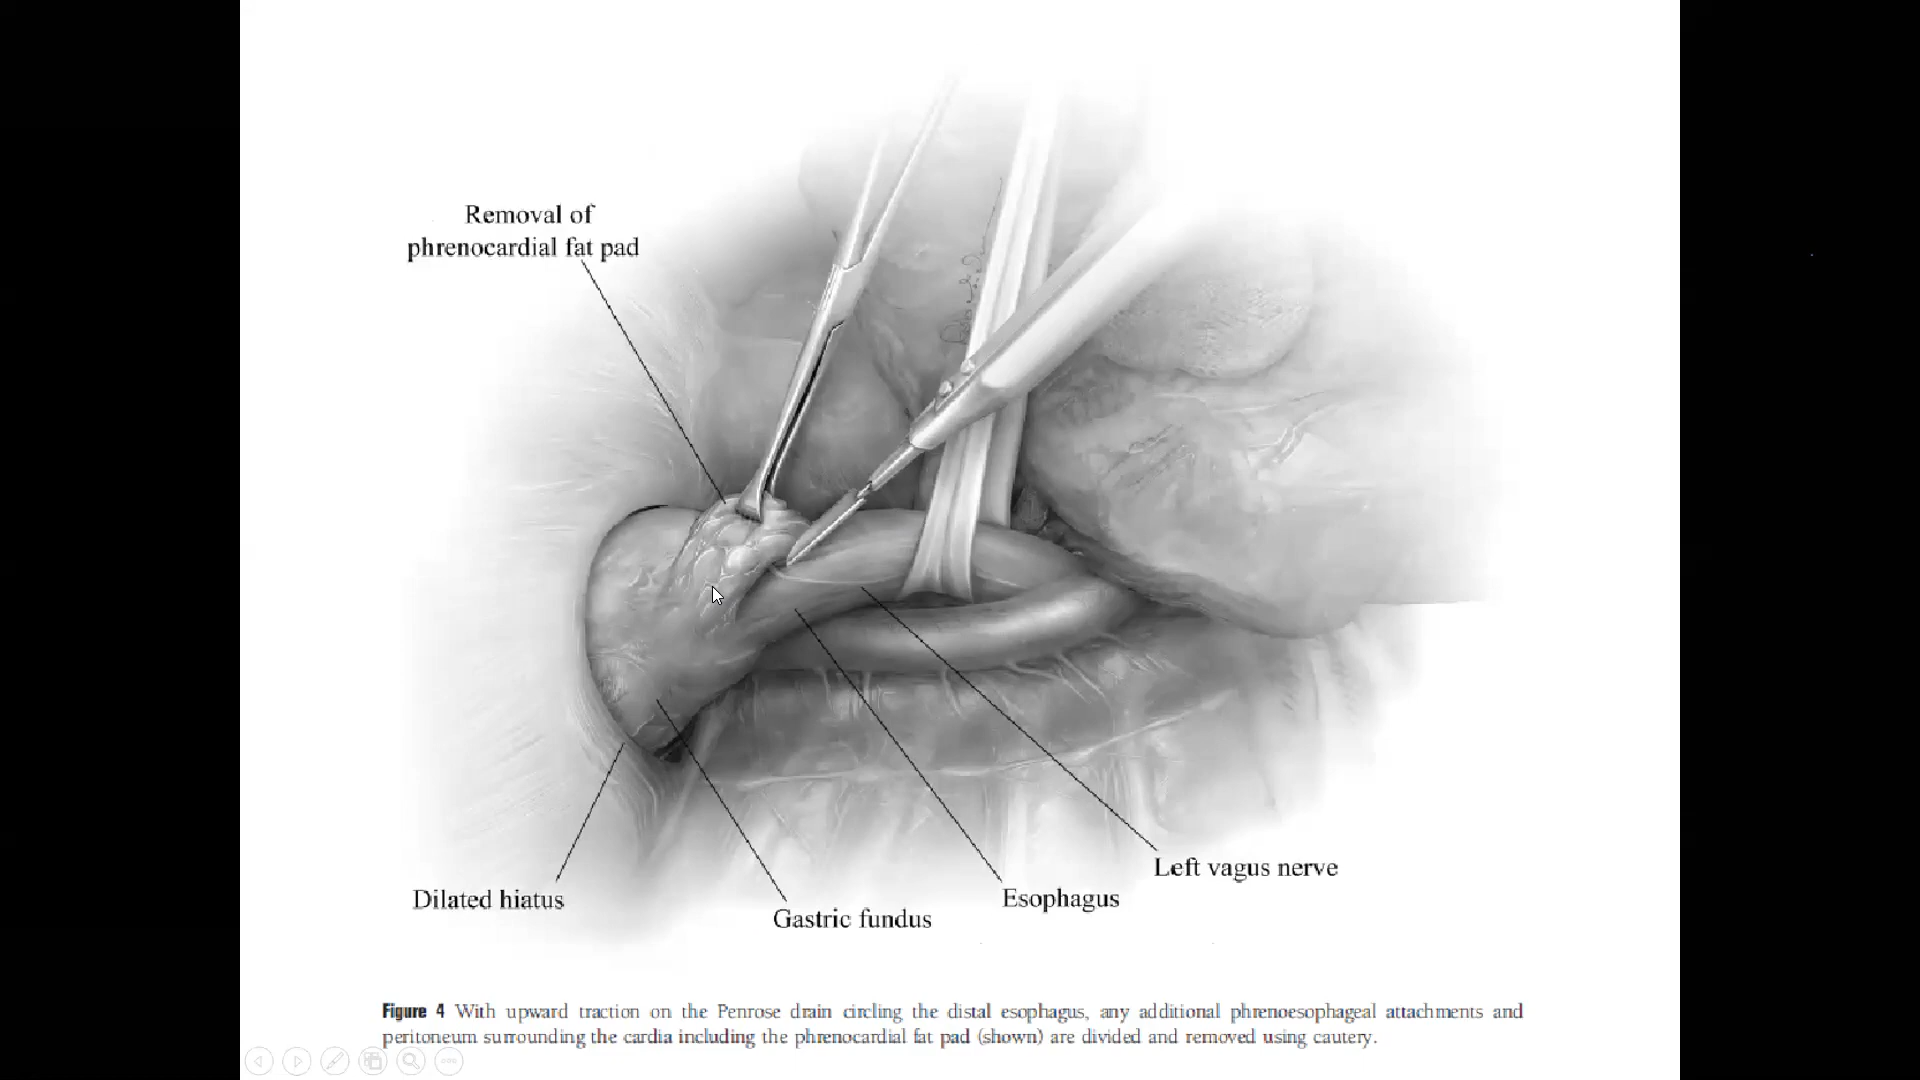 Removal of
phrenocardial fat pad
Dilated hiatus
Gastric fundus
Esophagus
Left vagus nerve
Figure 4 With upward traction on the Penrose drain circling the distal esophagus, any additional phrenoesophageal attachments and
peritoneum surrounding the cardia including the phrenocardial fat pad (shown) are divided and removed using cautery.